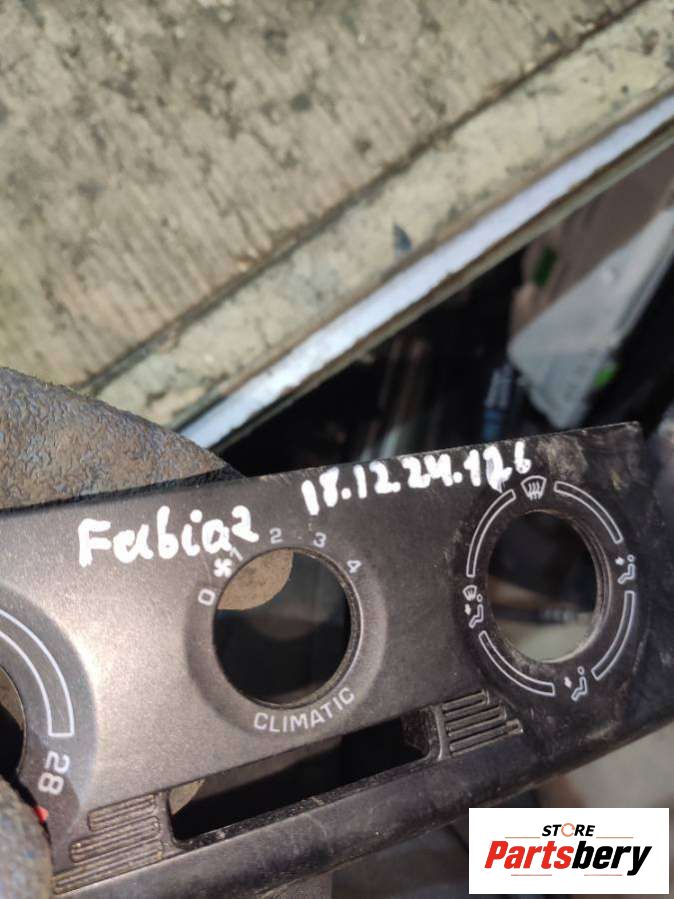 Fabia2 18.12.24.126
0 1 2 3 4
CLIMATIC
28
STORE
Partsbery